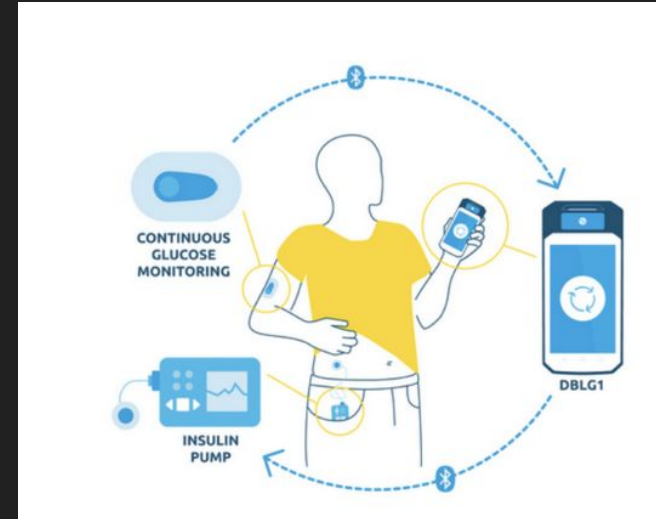 CONTINUOUS
GLUCOSE
MONITORING
DBLG1
INSULIN
PUMP